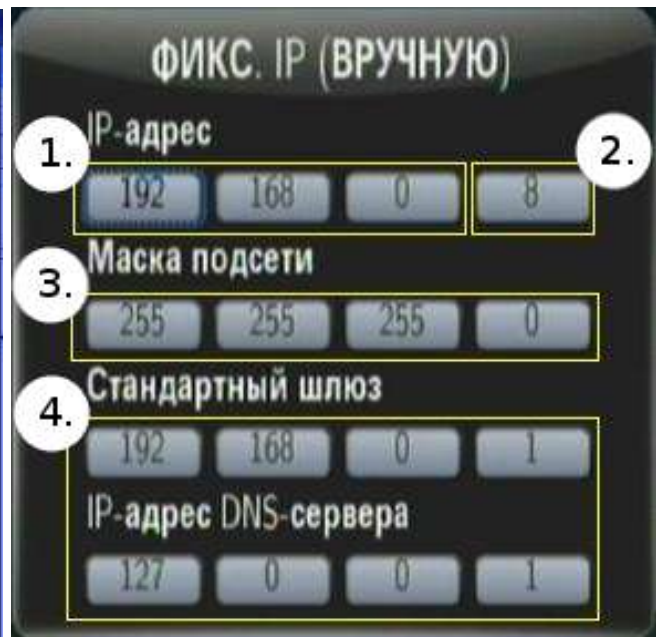 ФИКС. IP (ВРУЧНУЮ)
IP-адрес
1. 192 168 0 8 2.
Маска подсети
3. 255 255 255 0
Стандартный шлюз
4. 192 168 0 1
IP-адрес DNS-сервера
127 0 0 1